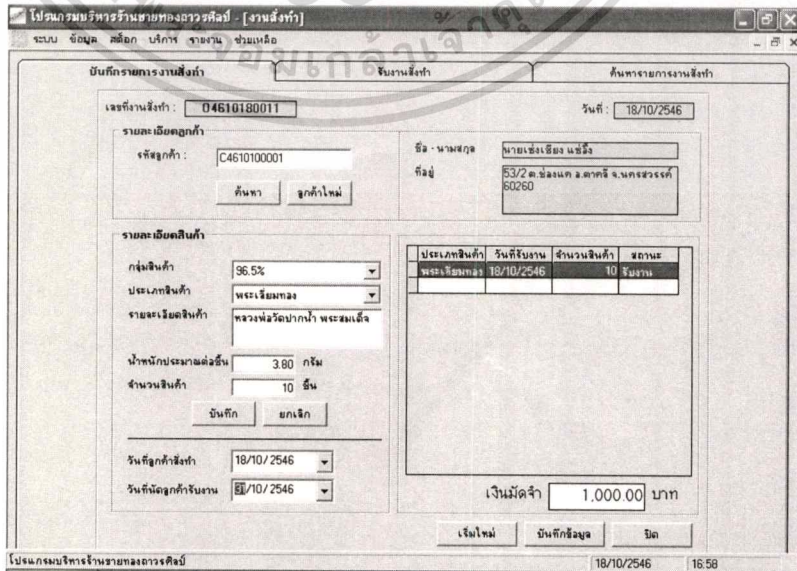 โปรแกรมบริหารร้านขายทองถาวรศิลป์ - [งานสั่งทำ]
ระบบ ข้อมูล สต็อก บริการ รายงาน ช่วยเหลือ
บันทึกรายการงานสั่งทำ รับงานสั่งทำ ค้นหารายการงานสั่งทำ
เลขที่งานสั่งทำ : O4610180011 วันที่ : 18/10/2546
รายละเอียดลูกค้า
รหัสลูกค้า : C4610100001
ค้นหา ลูกค้าใหม่
ชื่อ - นามสกุล นายเซ่งเชียง แซ่อึ้ง
ที่อยู่ 53/2 ต.ช่องแค อ.ตาคลี จ.นครสวรรค์
60260
รายละเอียดสินค้า
กลุ่มสินค้า 96.5%
ประเภทสินค้า พระเลี่ยมทอง
รายละเอียดสินค้า หลวงพ่อวัดปากน้ำ พระสมเด็จ
น้ำหนักประมาณต่อชิ้น 3.80 กรัม
จำนวนสินค้า 10 ชิ้น
บันทึก ยกเลิก
วันที่ลูกค้าสั่งทำ 18/10/2546
วันที่นัดลูกค้ารับงาน 31/10/2546
ประเภทสินค้า วันที่รับงาน จำนวนสินค้า สถานะ
พระเลี่ยมทอง 18/10/2546 10 รับงาน
เงินมัดจำ 1,000.00 บาท
เริ่มใหม่ บันทึกข้อมูล ปิด
โปรแกรมบริหารร้านขายทองถาวรศิลป์ 18/10/2546 16:58